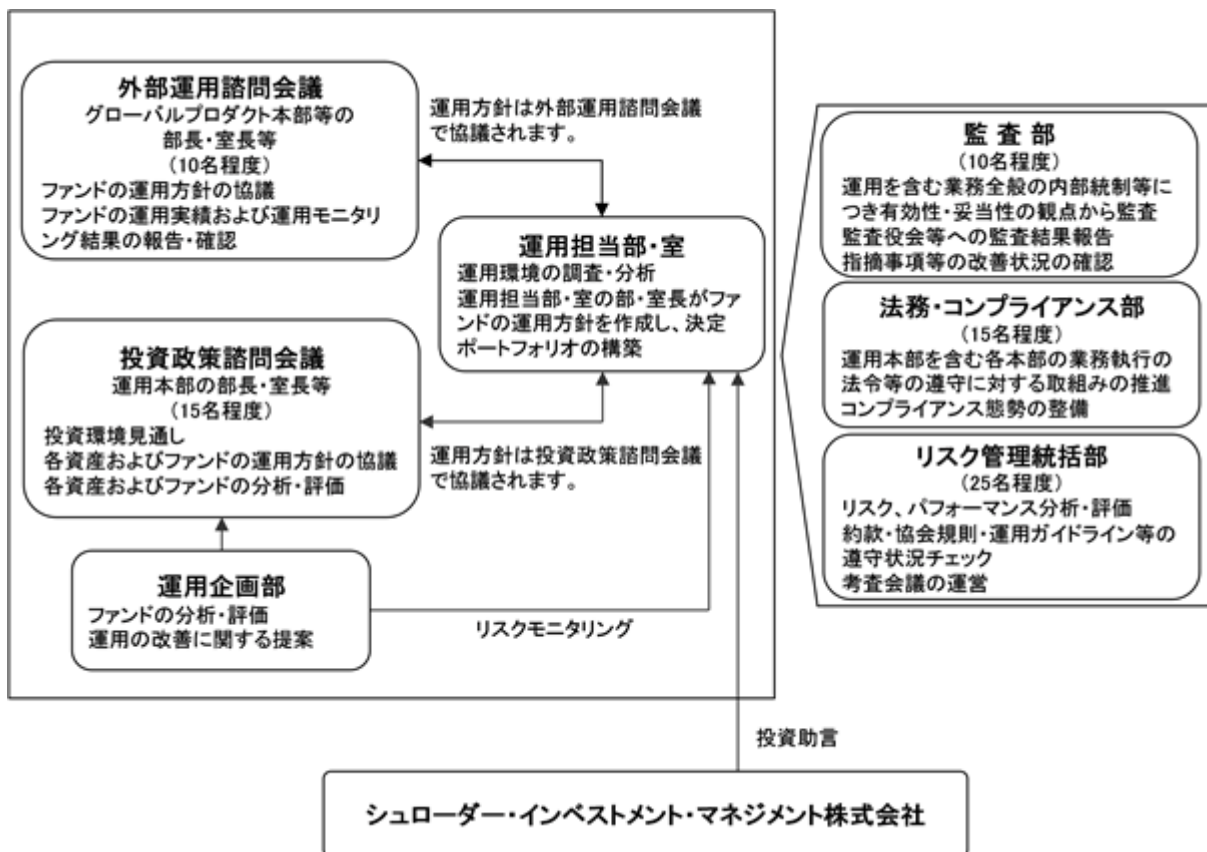 外部運用諮問会議
グローバルプロダクト本部等の
部長・室長等
(10名程度)
ファンドの運用方針の協議
ファンドの運用実績および運用モニタリ
ング結果の報告・確認
運用方針は外部運用諮問会議
で協議されます。
運用担当部・室
運用環境の調査・分析
運用担当部・室の部・室長がファ
ンドの運用方針を作成し、決定
ポートフォリオの構築
投資政策諮問会議
運用本部の部長・室長等
(15名程度)
投資環境見通し
各資産およびファンドの運用方針の協議
各資産およびファンドの分析・評価
運用方針は投資政策諮問会議
で協議されます。
運用企画部
ファンドの分析・評価
運用の改善に関する提案
リスクモニタリング
監 査 部
(10名程度)
運用を含む業務全般の内部統制等に
つき有効性・妥当性の観点から監査
監査役会等への監査結果報告
指摘事項等の改善状況の確認
法務・コンプライアンス部
(15名程度)
運用本部を含む各本部の業務執行の
法令等の遵守に対する取組みの推進
コンプライアンス態勢の整備
リスク管理統括部
(25名程度)
リスク、パフォーマンス分析・評価
約款・協会規則・運用ガイドライン等の
遵守状況チェック
考査会議の運営
投資助言
シュローダー・インベストメント・マネジメント株式会社